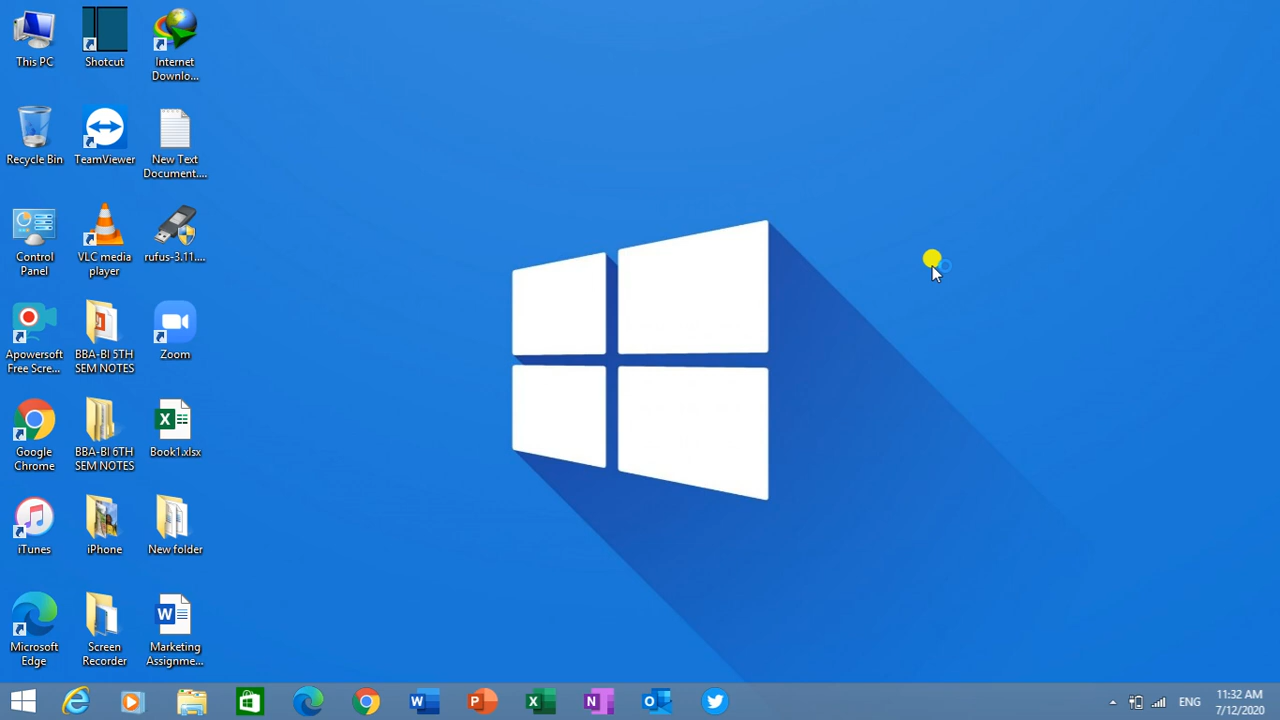 This PC
Shotcut
Internet
Downlo...
Recycle Bin
TeamViewer
New Text
Document....
Control
Panel
VLC media
player
rufus-3.11....
Apowersoft
Free Scre...
BBA-BI 5TH
SEM NOTES
Zoom
Google
Chrome
BBA-BI 6TH
SEM NOTES
Book1.xlsx
iTunes
iPhone
New folder
Microsoft
Edge
Screen
Recorder
Marketing
Assignme...
ENG
11:32 AM
7/12/2020